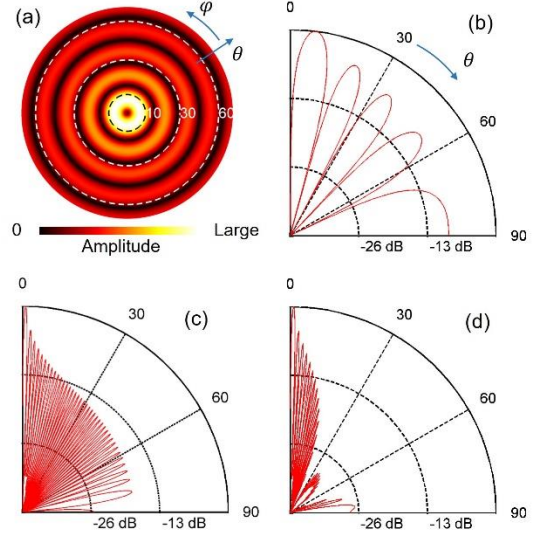 (a)
φ
θ
10 30 60
0 Large
Amplitude
(b)
0
30
θ
60
90
-26 dB -13 dB
(c)
0
30
60
90
-26 dB -13 dB
(d)
0
30
60
90
-26 dB -13 dB